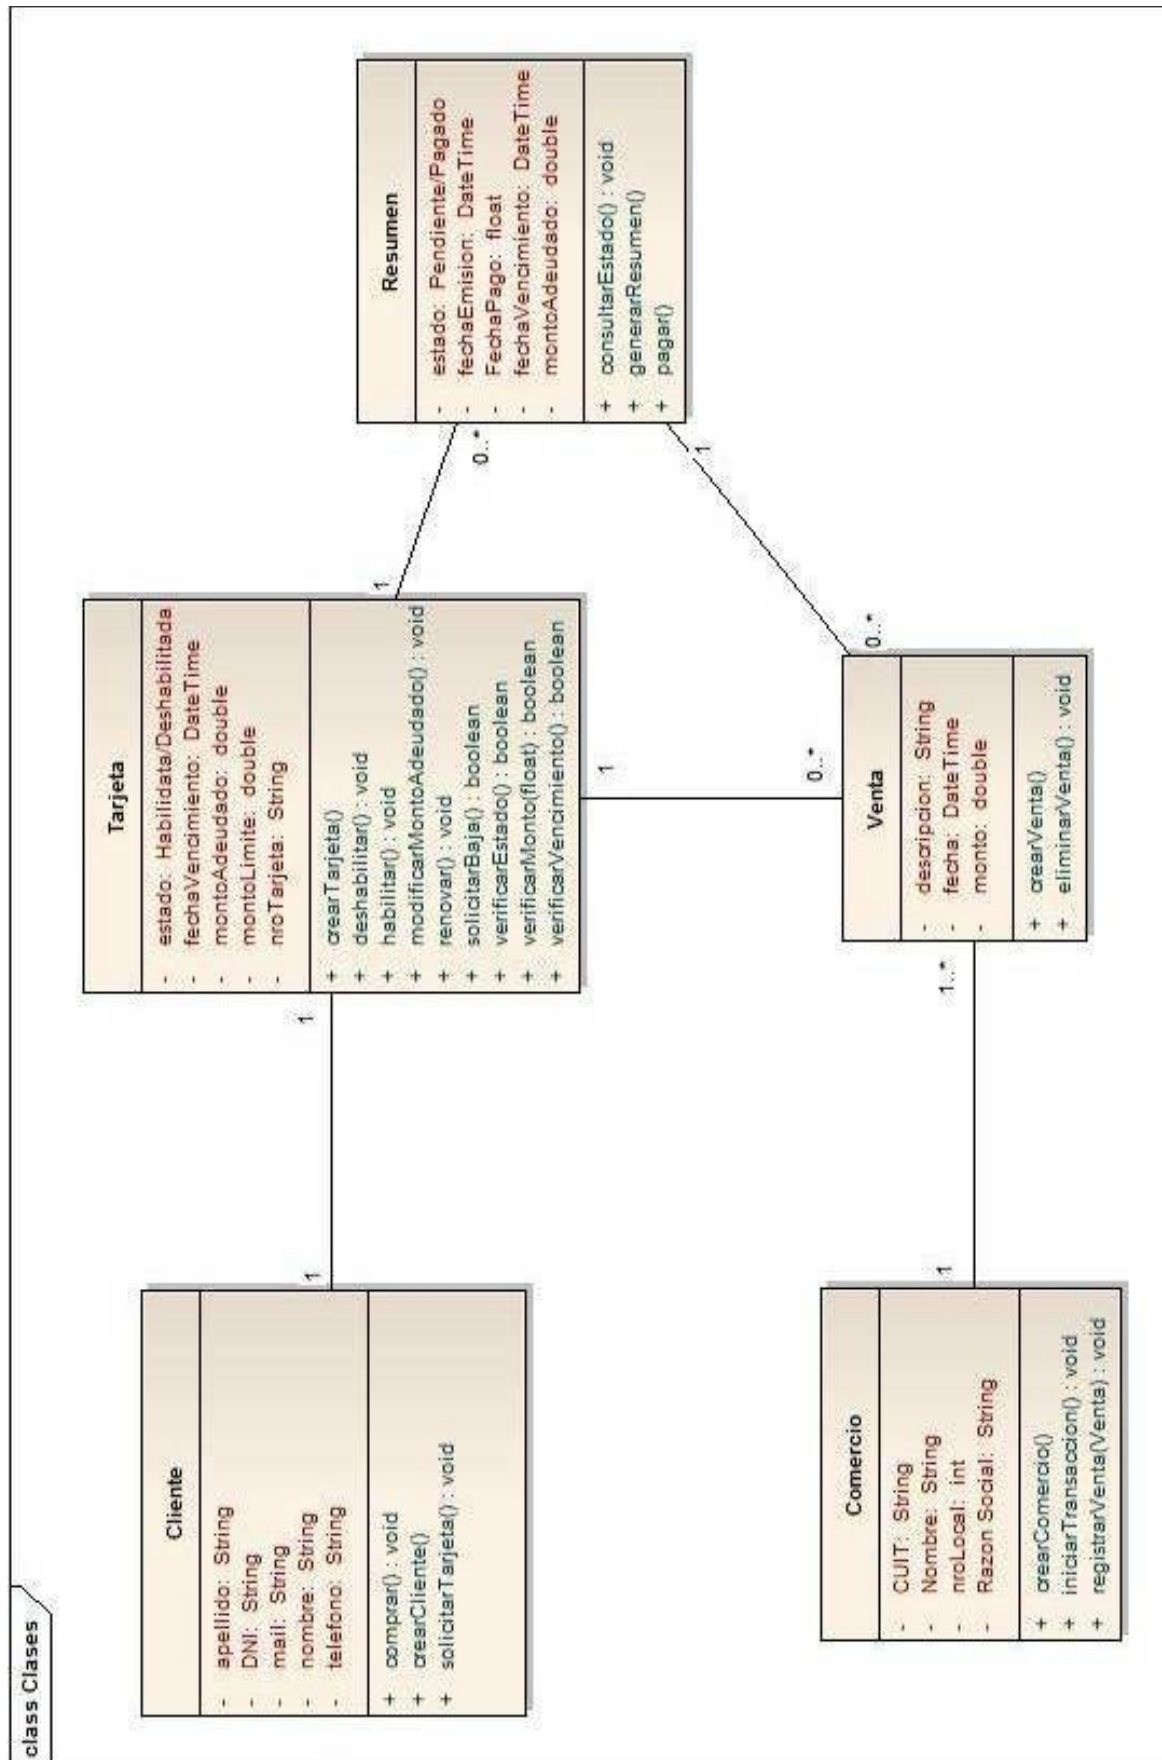 class Clases
Cliente
- apellido: String
- DNI: String
- mail: String
- nombre: String
- telefono: String
+ comprar() : void
+ crearCliente()
+ solicitarTarjeta() : void
1
1
Tarjeta
- estado: Habilidata/Deshabilitada
- fechaVencimiento: DateTime
- montoAdeudado: double
- montoLimite: double
- nroTarjeta: String
+ crearTarjeta()
+ deshabilitar() : void
+ habilitar() : void
+ modificarMontoAdeudado() : void
+ renovar() : void
+ solicitarBaja() : boolean
+ verificarEstado() : boolean
+ verificarMonto(float) : boolean
+ verificarVencimiento() : boolean
1
0..*
Resumen
- estado: Pendiente/Pagado
- fechaEmision: DateTime
- FechaPago: float
- fechaVencimiento: DateTime
- montoAdeudado: double
+ consultarEstado() : void
+ generarResumen()
+ pagar()
1
1
0..*
0..*
Comercio
- CUIT: String
- Nombre: String
- nroLocal: int
- Razon Social: String
+ crearComercio()
+ iniciarTransaccion() : void
+ registrarVenta(Venta) : void
1
1..*
Venta
- descripcion: String
- fecha: DateTime
- monto: double
+ crearVenta()
+ eliminarVenta() : void